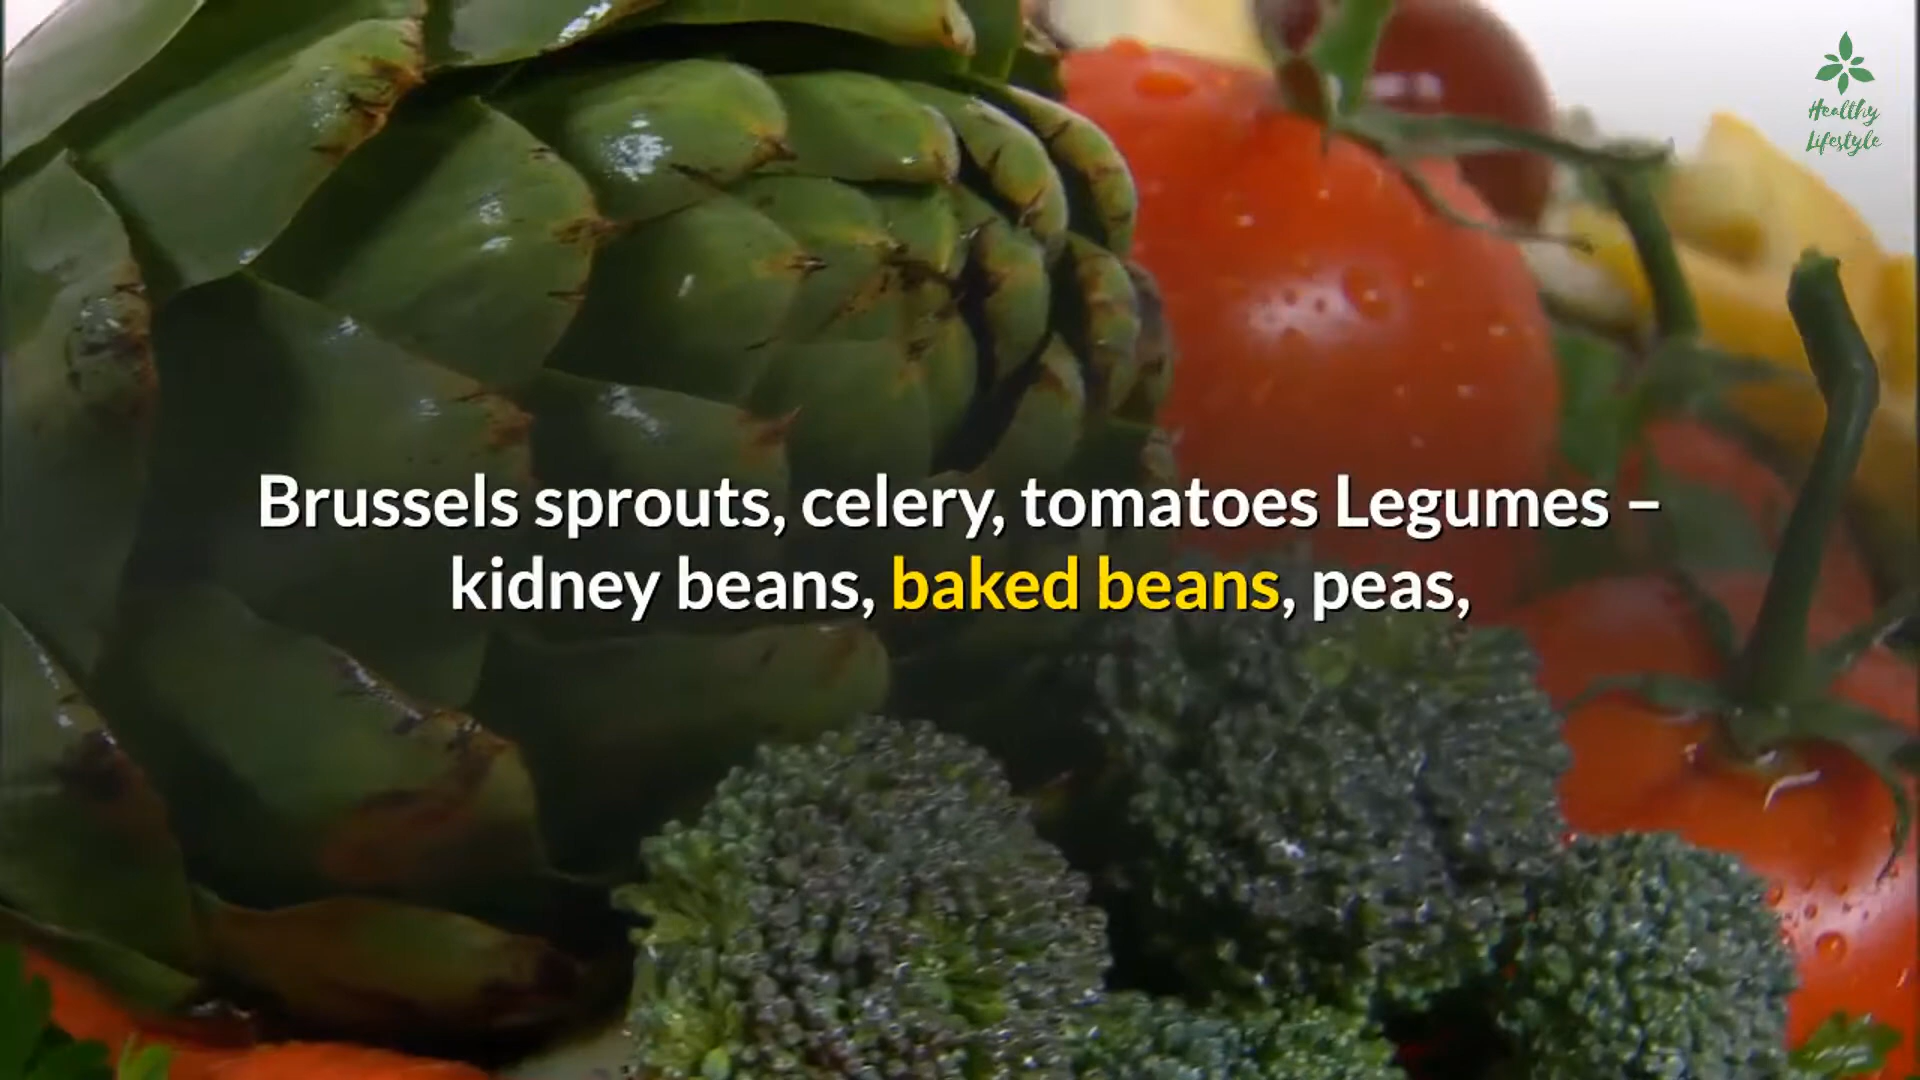 Healthy
Lifestyle
Brussels sprouts, celery, tomatoes Legumes –
kidney beans, baked beans, peas,